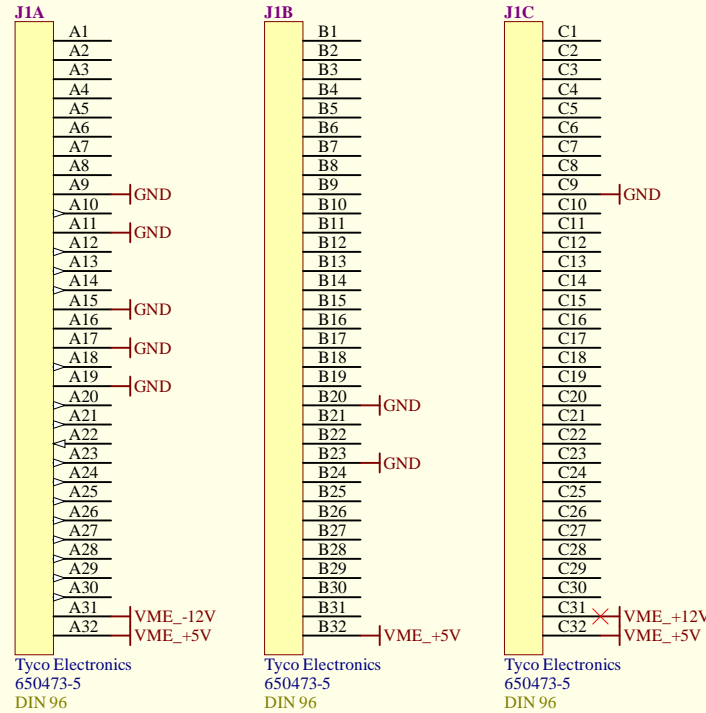 J1A J1B J1C
A1 B1 C1
A2 B2 C2
A3 B3 C3
A4 B4 C4
A5 B5 C5
A6 B6 C6
A7 B7 C7
A8 B8 C8
A9 GND B9 C9 GND
A10 B10 C10
A11 GND B11 C11
A12 B12 C12
A13 B13 C13
A14 B14 C14
A15 GND B15 C15
A16 B16 C16
A17 GND B17 C17
A18 B18 C18
A19 GND B19 C19
A20 B20 GND C20
A21 B21 C21
A22 B22 C22
A23 B23 GND C23
A24 B24 C24
A25 B25 C25
A26 B26 C26
A27 B27 C27
A28 B28 C28
A29 B29 C29
A30 B30 C30
A31 VME_-12V B31 C31 VME_+12V
A32 VME_+5V B32 VME_+5V C32 VME_+5V
Tyco Electronics Tyco Electronics Tyco Electronics
650473-5 650473-5 650473-5
DIN 96 DIN 96 DIN 96